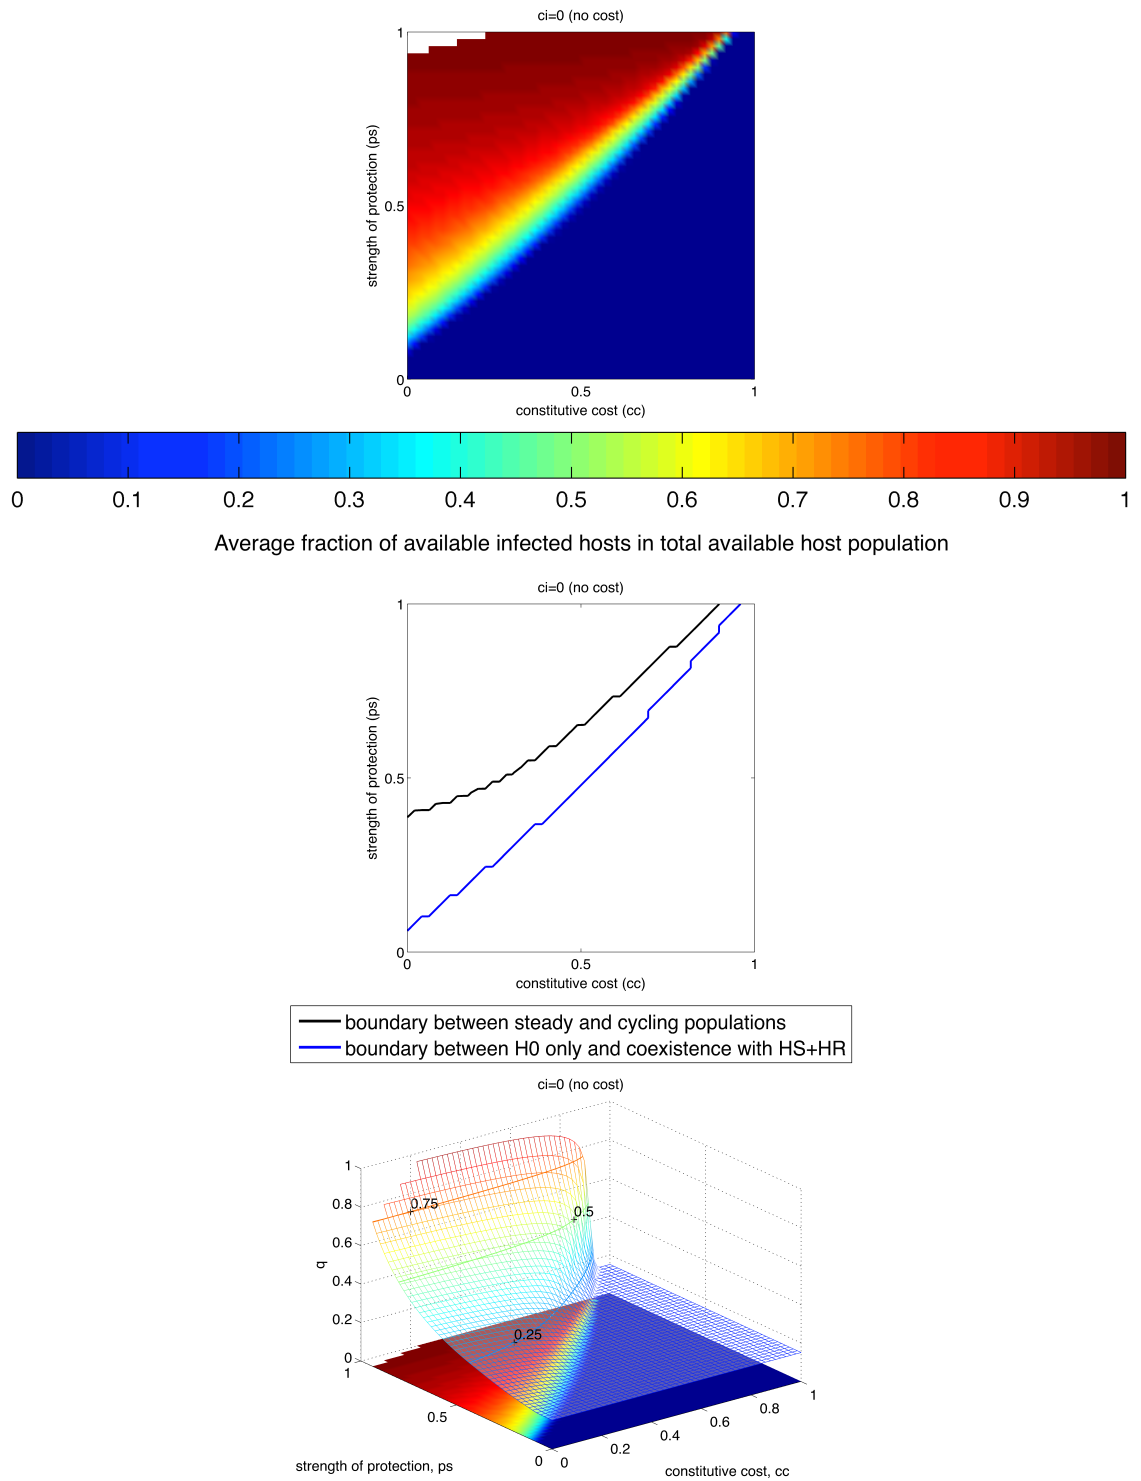 ci=0 (no cost)
1
strength of protection (ps)
0.5
0
0 0.5 1
constitutive cost (cc)
0 0.1 0.2 0.3 0.4 0.5 0.6 0.7 0.8 0.9 1
Average fraction of available infected hosts in total available host population
ci=0 (no cost)
1
strength of protection (ps)
0.5
0
0 0.5 1
constitutive cost (cc)
boundary between steady and cycling populations
boundary between H0 only and coexistence with HS+HR
ci=0 (no cost)
1
0.8
0.6
0.4
0.2
0
q
0.75
0.5
0.25
1
0.5
0
strength of protection, ps
0
0.2
0.4
0.6
0.8
1
constitutive cost, cc